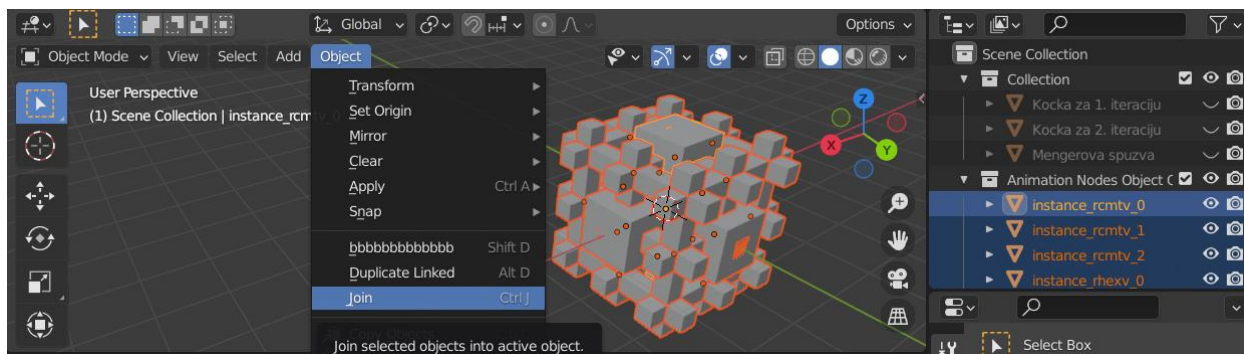 Global
Options
Object Mode
View
Select
Add
Object
User Perspective
(1) Scene Collection | instance_rcm
Transform
Set Origin
Mirror
Clear
Apply Ctrl A
Snap
bbbbbbbbbbbbb Shift D
Duplicate Linked Alt D
Join Ctrl J
Copy Objects
Join selected objects into active object.
Z
X
Y
Scene Collection
Collection
Kocka za 1. iteraciju
Kocka za 2. iteraciju
Mengerova spuzva
Animation Nodes Object C
instance_rcmtv_0
instance_rcmtv_1
instance_rcmtv_2
instance_rhexv_0
Select Box